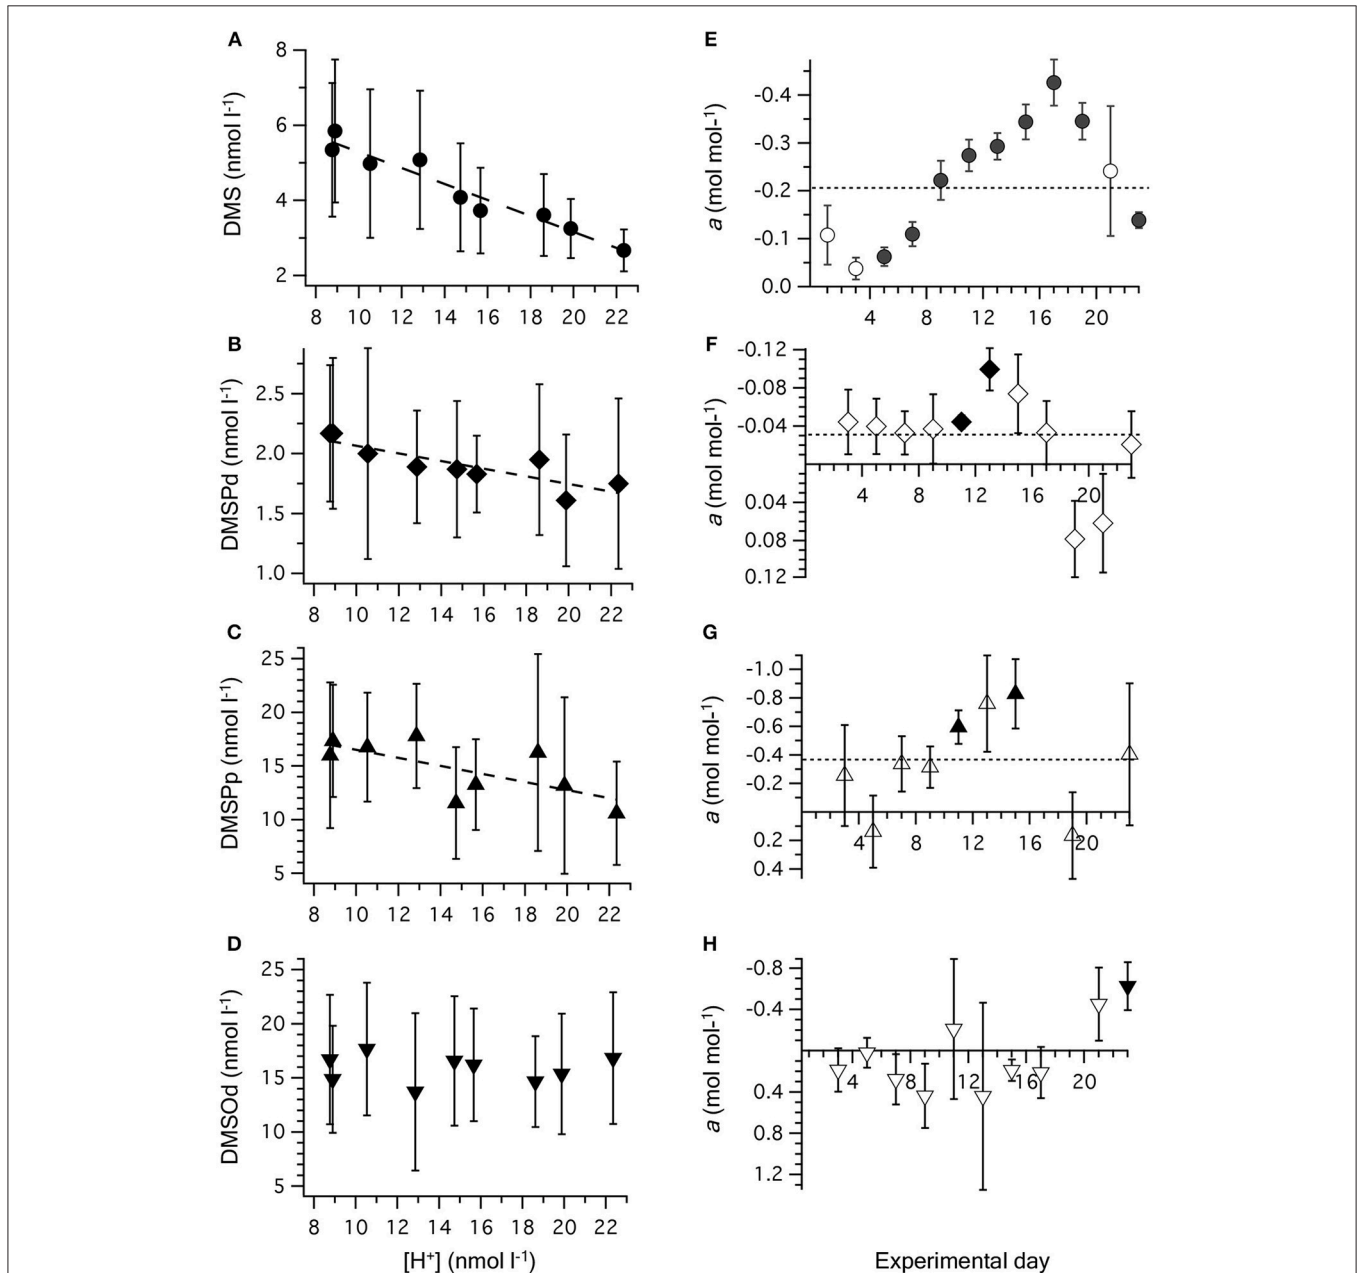 A
8
6
4
2
DMS (nmol l-1)
8 10 12 14 16 18 20 22
E
-0.4
-0.3
-0.2
-0.1
0.0
a (mol mol-1)
4 8 12 16 20
B
2.5
2.0
1.5
1.0
DMSPd (nmol l-1)
8 10 12 14 16 18 20 22
F
-0.12
-0.08
-0.04
0.04
0.08
0.12
a (mol mol-1)
4 8 12 16 20
C
25
20
15
10
5
DMSPp (nmol l-1)
8 10 12 14 16 18 20 22
G
-1.0
-0.8
-0.6
-0.4
-0.2
0.2
0.4
a (mol mol-1)
4 8 12 16 20
D
25
20
15
10
5
DMSOd (nmol l-1)
8 10 12 14 16 18 20 22
[H+] (nmol l-1)
H
-0.8
-0.4
0.4
0.8
1.2
a (mol mol-1)
4 8 12 16 20
Experimental day